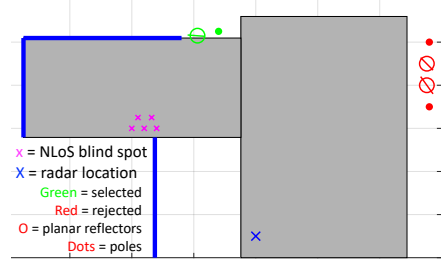 x = NLoS blind spot
X = radar location
Green = selected
Red = rejected
O = planar reflectors
Dots = poles